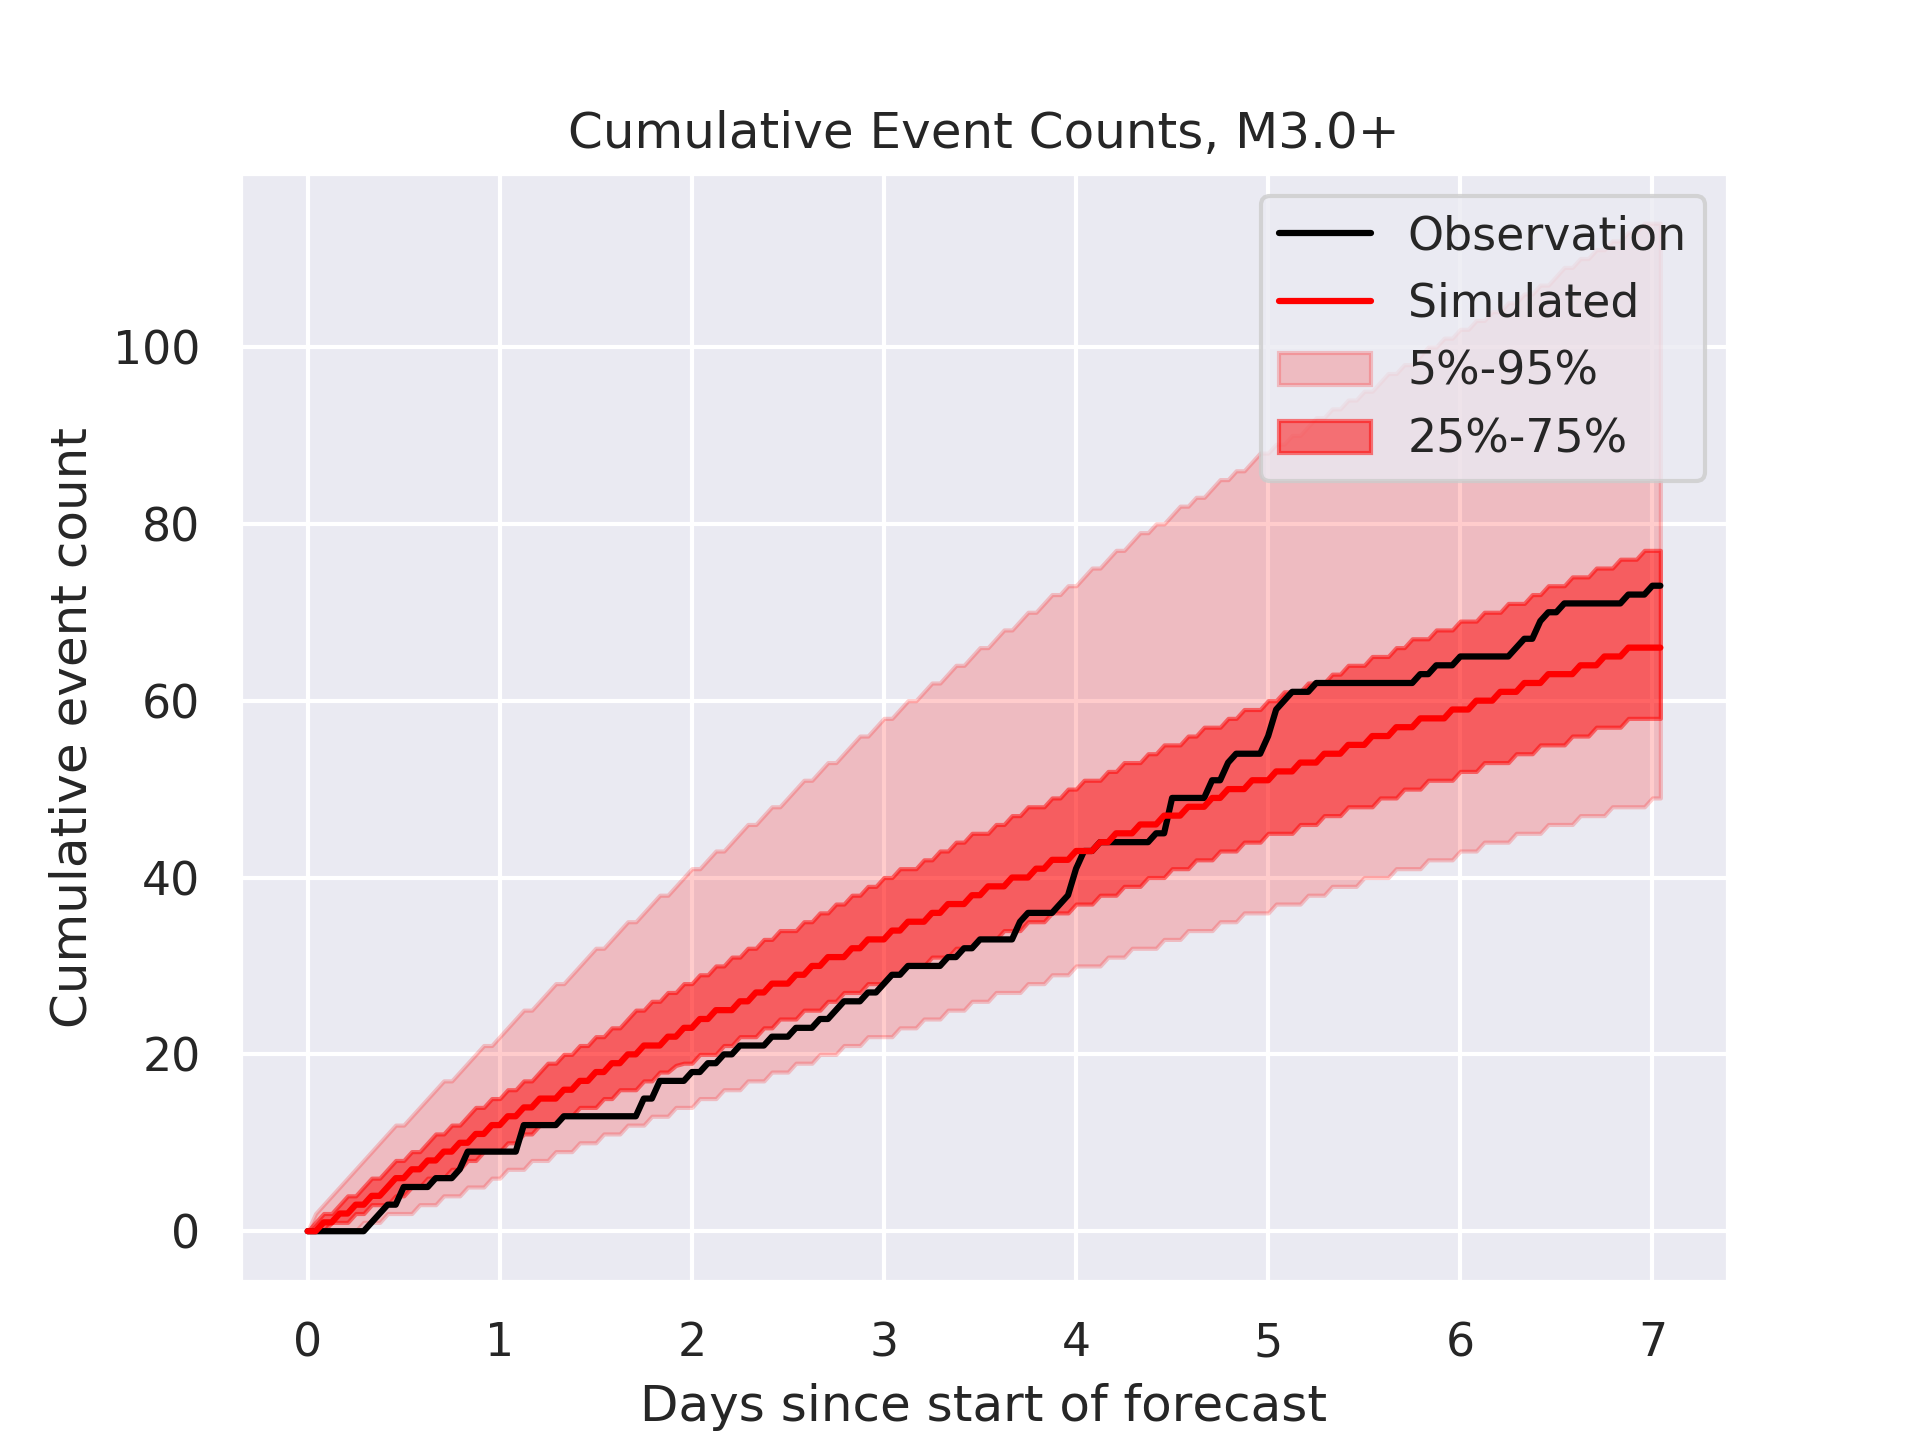 Cumulative Event Counts, M3.0+
Observation
Simulated
5%-95%
25%-75%
Cumulative event count
100
80
60
40
20
0
0 1 2 3 4 5 6 7
Days since start of forecast